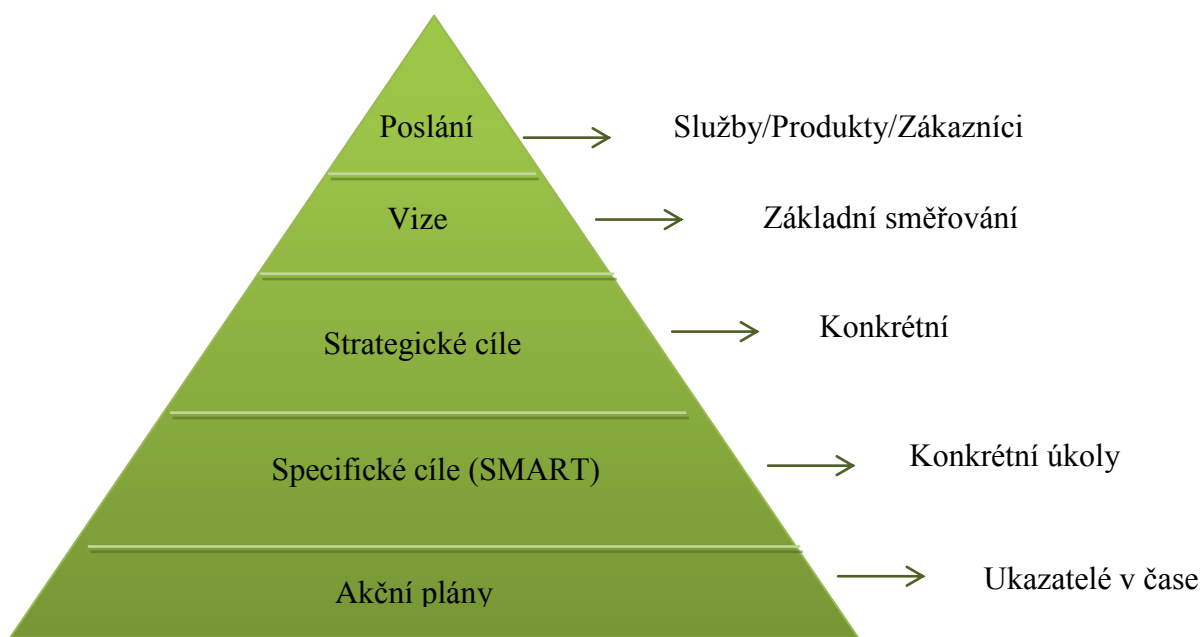 Poslání
Služby/Produkty/Zákazníci
Vize
Základní směřování
Strategické cíle
Konkrétní
Specifické cíle (SMART)
Konkrétní úkoly
Akční plány
Ukazatelé v čase